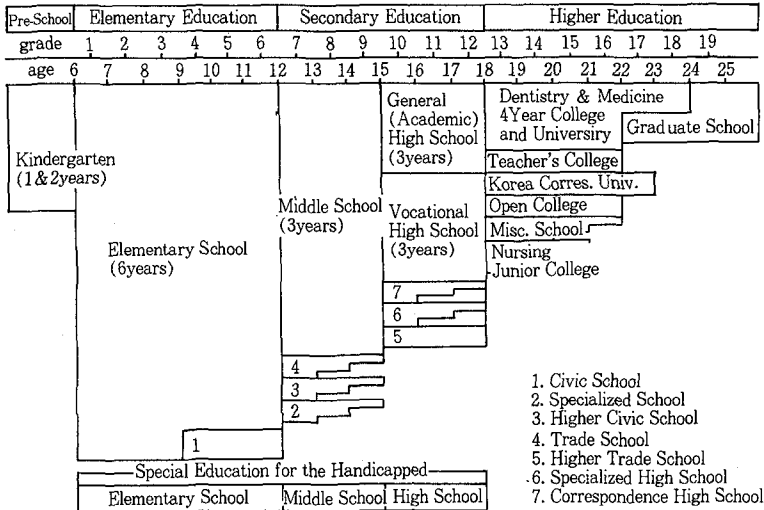 Pre-School Elementary Education Secondary Education Higher Education
grade 1 2 3 4 5 6 7 8 9 10 11 12 13 14 15 16 17 18 19
age 6 7 8 9 10 11 12 13 14 15 16 17 18 19 20 21 22 23 24 25
Kindergarten
(1&2years)
Elementary School
(6years)
Middle School
(3years)
General
(Academic)
High School
(3years)
Vocational
High School
(3years)
Dentistry & Medicine
4Year College
and Universiry
Graduate School
Teacher's College
Korea Corres. Univ.
Open College
Misc. School
Nursing
Junior College
7
6
5
4
3
2
1
1. Civic School
2. Specialized School
3. Higher Civic School
4. Trade School
5. Higher Trade School
6. Specialized High School
7. Correspondence High School
Special Education for the Handicapped
Elementary School Middle School High School